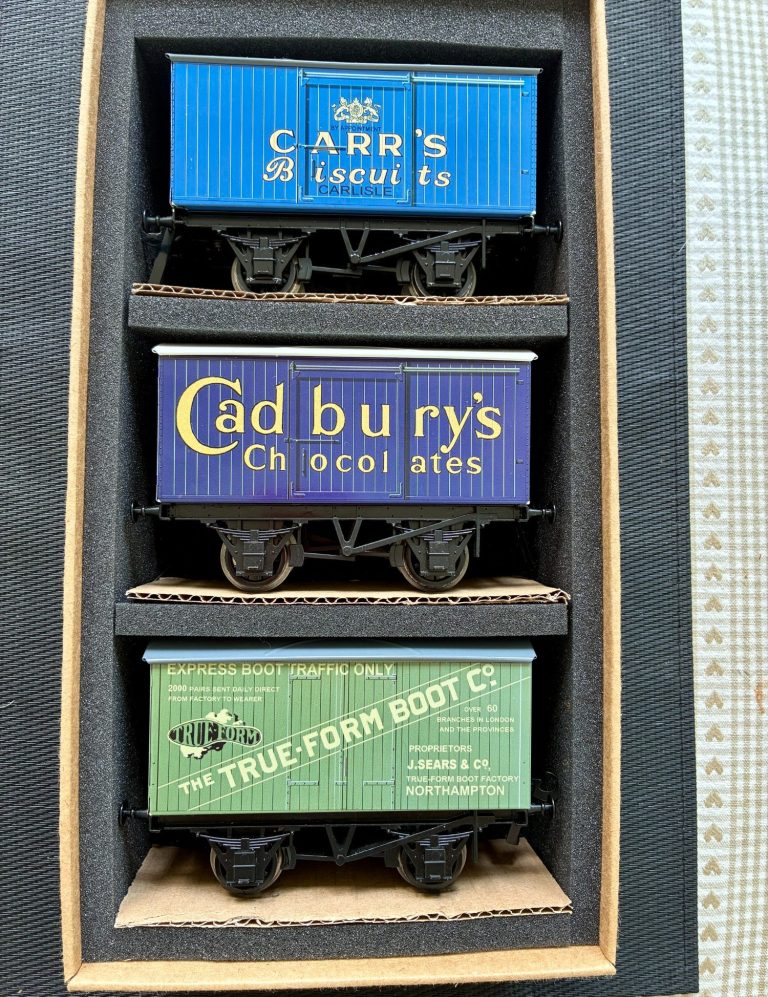 BY APPOINTMENT
CARR'S
Biscuits
CARLISLE
Cadbury's
Chocolates
EXPRESS BOOT TRAFFIC ONLY
2000 PAIRS SENT DAILY DIRECT
FROM FACTORY TO WEARER
TRUE-FORM
THE TRUE-FORM BOOT Co.
OVER 60
BRANCHES IN LONDON
AND THE PROVINCES
PROPRIETORS
J. SEARS & Co,
TRUE-FORM BOOT FACTORY
NORTHAMPTON